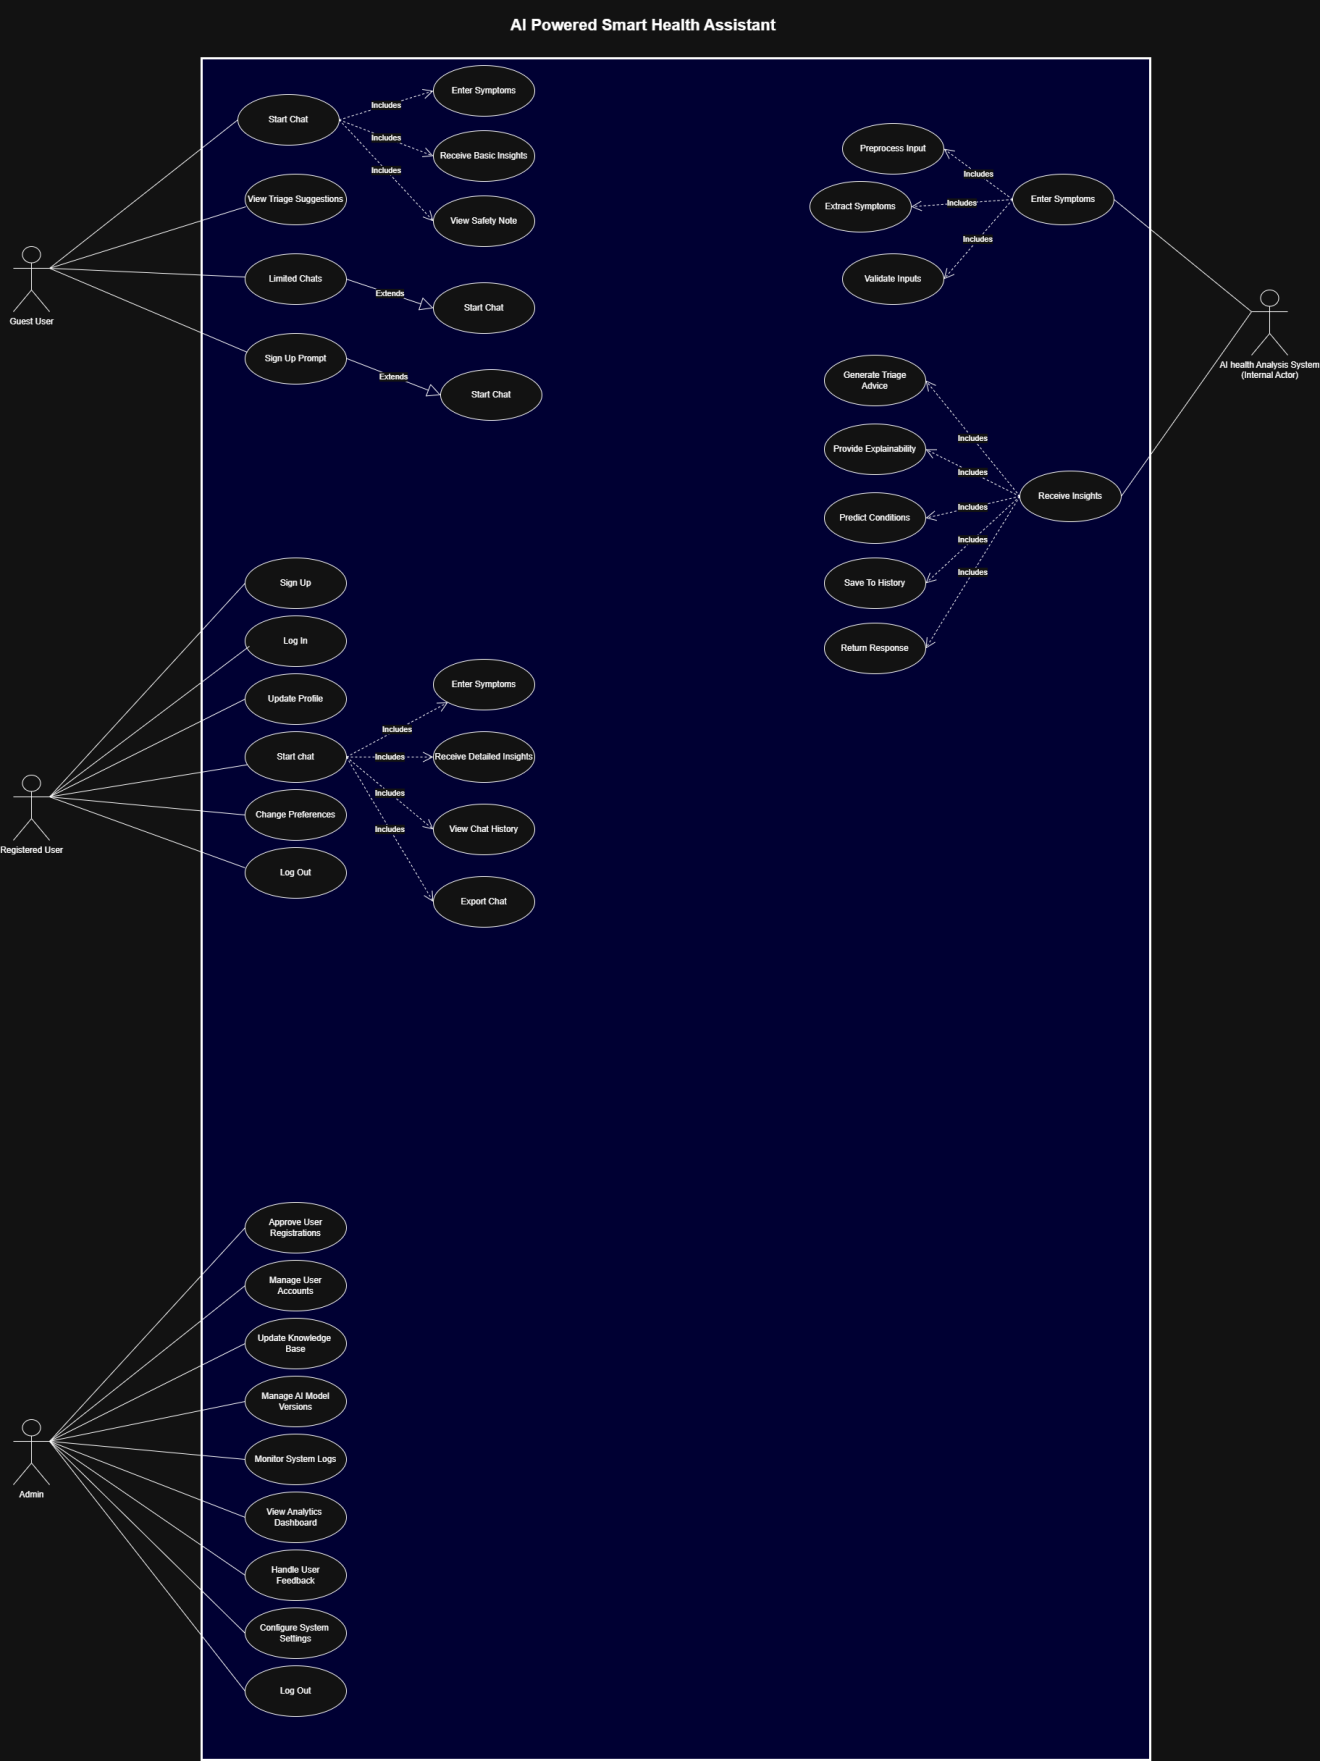 AI Powered Smart Health Assistant
Start Chat
Includes
Enter Symptoms
Includes
Receive Basic Insights
Includes
View Safety Note
View Triage Suggestions
Limited Chats
Extends
Start Chat
Sign Up Prompt
Extends
Start Chat
Guest User
Preprocess Input
Includes
Extract Symptoms
Includes
Enter Symptoms
Includes
Validate Inputs
AI health Analysis System
(Internal Actor)
Generate Triage
Advice
Includes
Provide Explainability
Includes
Receive Insights
Predict Conditions
Includes
Includes
Save To History
Includes
Return Response
Sign Up
Log In
Update Profile
Start chat
Change Preferences
Log Out
Registered User
Includes
Enter Symptoms
Includes
Receive Detailed Insights
Includes
View Chat History
Includes
Export Chat
Approve User
Registrations
Manage User
Accounts
Update Knowledge
Base
Manage AI Model
Versions
Monitor System Logs
Admin
View Analytics
Dashboard
Handle User
Feedback
Configure System
Settings
Log Out